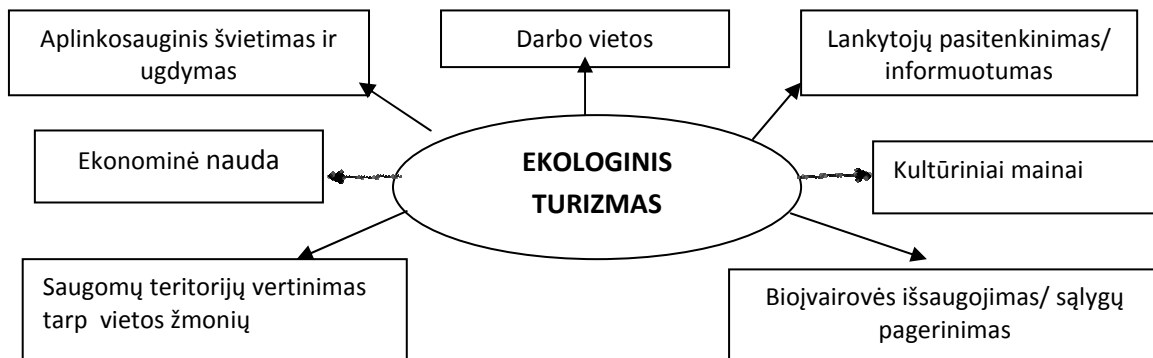 Aplinkosauginis švietimas ir
ugdymas
Darbo vietos
Lankytojų pasitenkinimas/
informuotumas
Ekonominė nauda
EKOLOGINIS
TURIZMAS
Kultūriniai mainai
Saugomų teritorijų vertinimas
tarp vietos žmonių
Bioįvairovės išsaugojimas/ sąlygų
pagerinimas